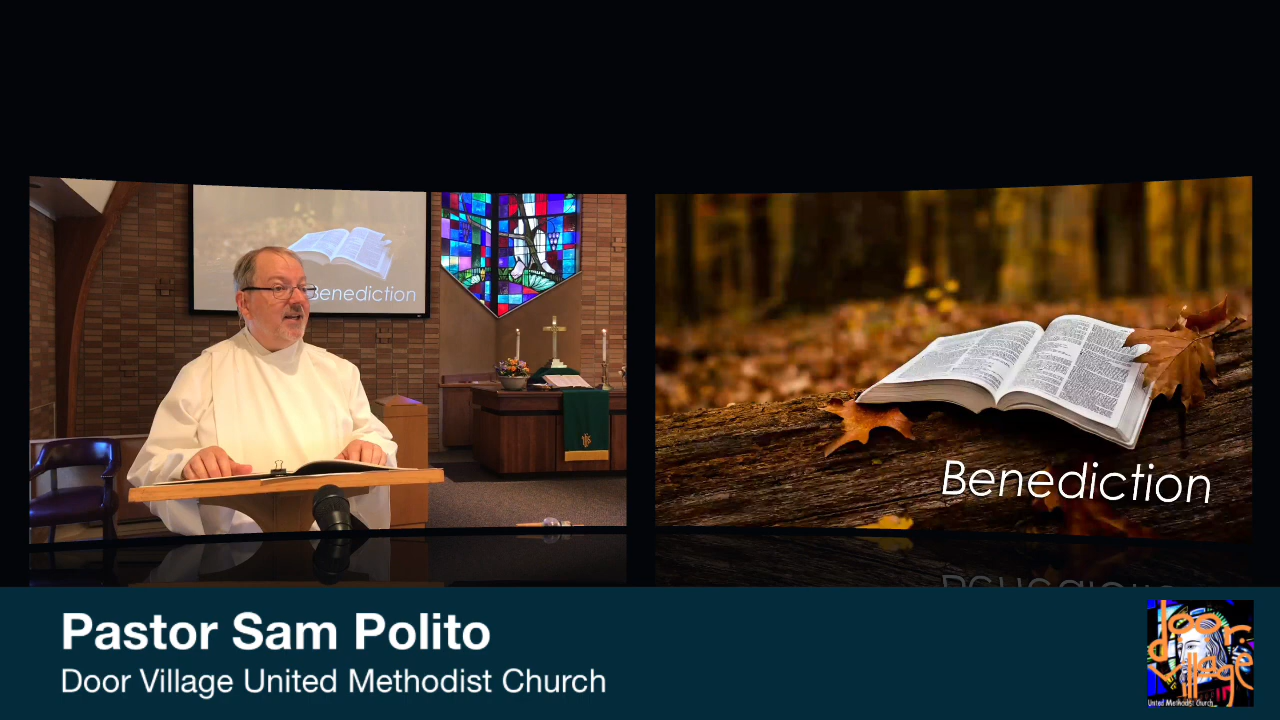 Benediction
Benediction
Pastor Sam Polito
Door Village United Methodist Church
door
village
United Methodist Church